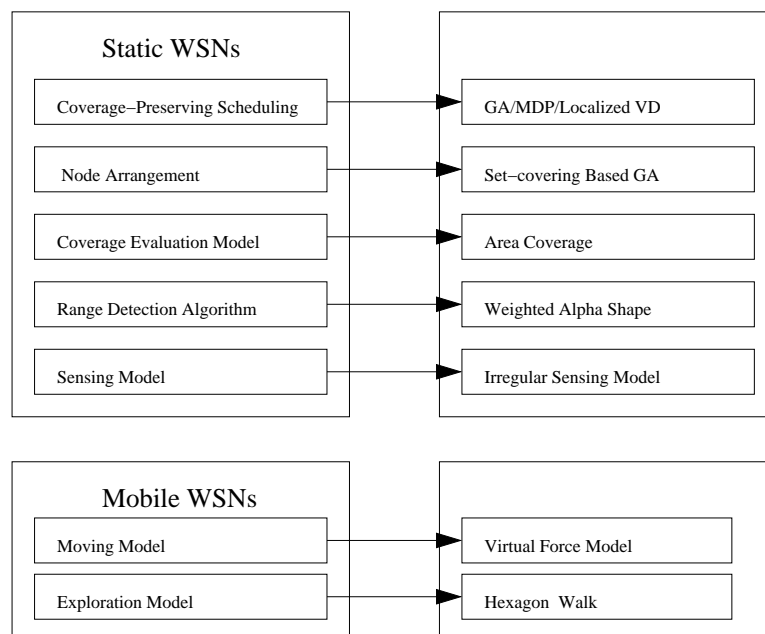 Static WSNs
Coverage−Preserving Scheduling
GA/MDP/Localized VD
Node Arrangement
Set−covering Based GA
Coverage Evaluation Model
Area Coverage
Range Detection Algorithm
Weighted Alpha Shape
Sensing Model
Irregular Sensing Model
Mobile WSNs
Moving Model
Virtual Force Model
Exploration Model
Hexagon Walk